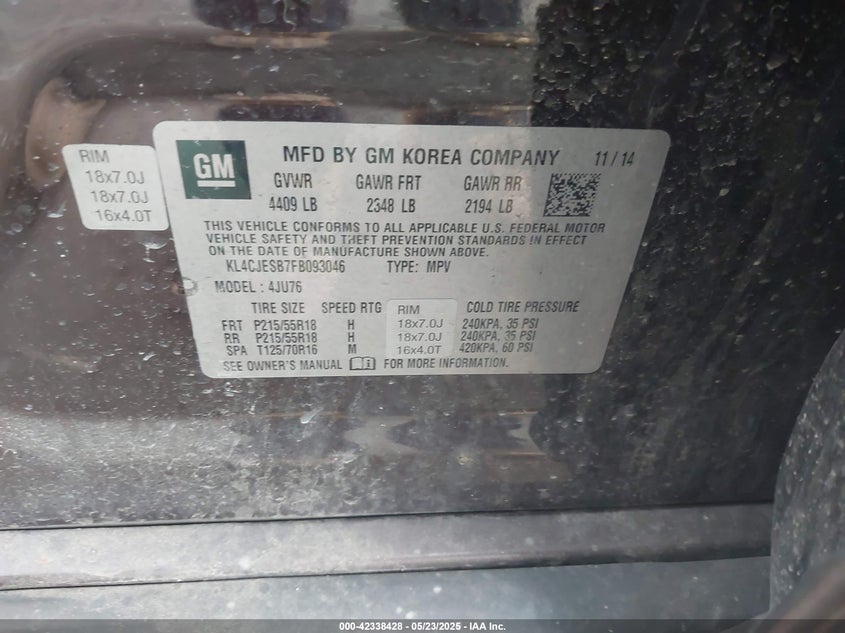 RIM
18x7.0J
18x7.0J
16x4.0T
GM
MFD BY GM KOREA COMPANY 11/14
GVWR GAWR FRT GAWR RR
4409 LB 2348 LB 2194 LB
THIS VEHICLE CONFORMS TO ALL APPLICABLE U.S. FEDERAL MOTOR
VEHICLE SAFETY AND THEFT PREVENTION STANDARDS IN EFFECT
ON THE DATE OF MANUFACTURE SHOWN ABOVE.
KL4CJESB7FB093046 TYPE: MPV
MODEL : 4JU76
TIRE SIZE SPEED RTG RIM COLD TIRE PRESSURE
FRT P215/55R18 H 18x7.0J 240KPA, 35 PSI
RR P215/55R18 H 18x7.0J 240KPA, 35 PSI
SPA T125/70R16 M 16x4.0T 420KPA, 60 PSI
SEE OWNER'S MANUAL FOR MORE INFORMATION.
000-42338428 - 05/23/2025 - IAA Inc.